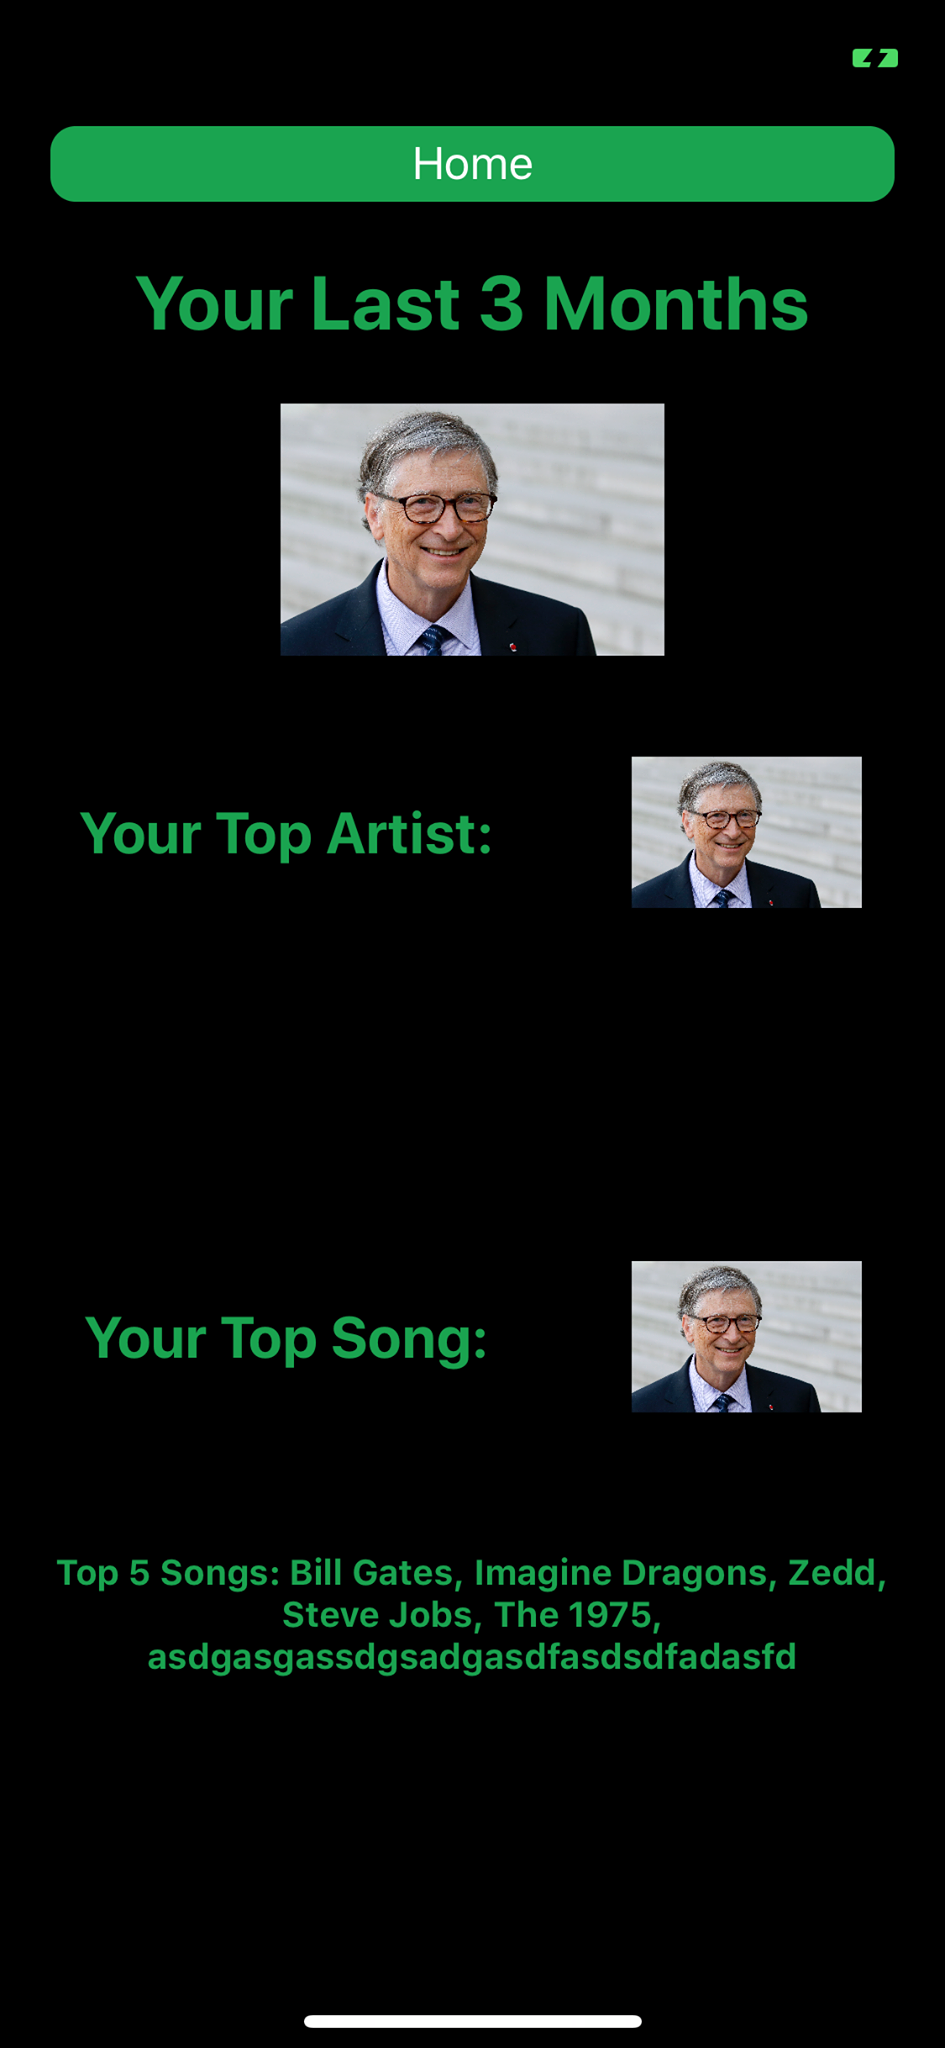 Home
Your Last 3 Months
Your Top Artist:
Your Top Song:
Top 5 Songs: Bill Gates, Imagine Dragons, Zedd,
Steve Jobs, The 1975,
asdgasgassdgsadgasdfasdsdfadasfd